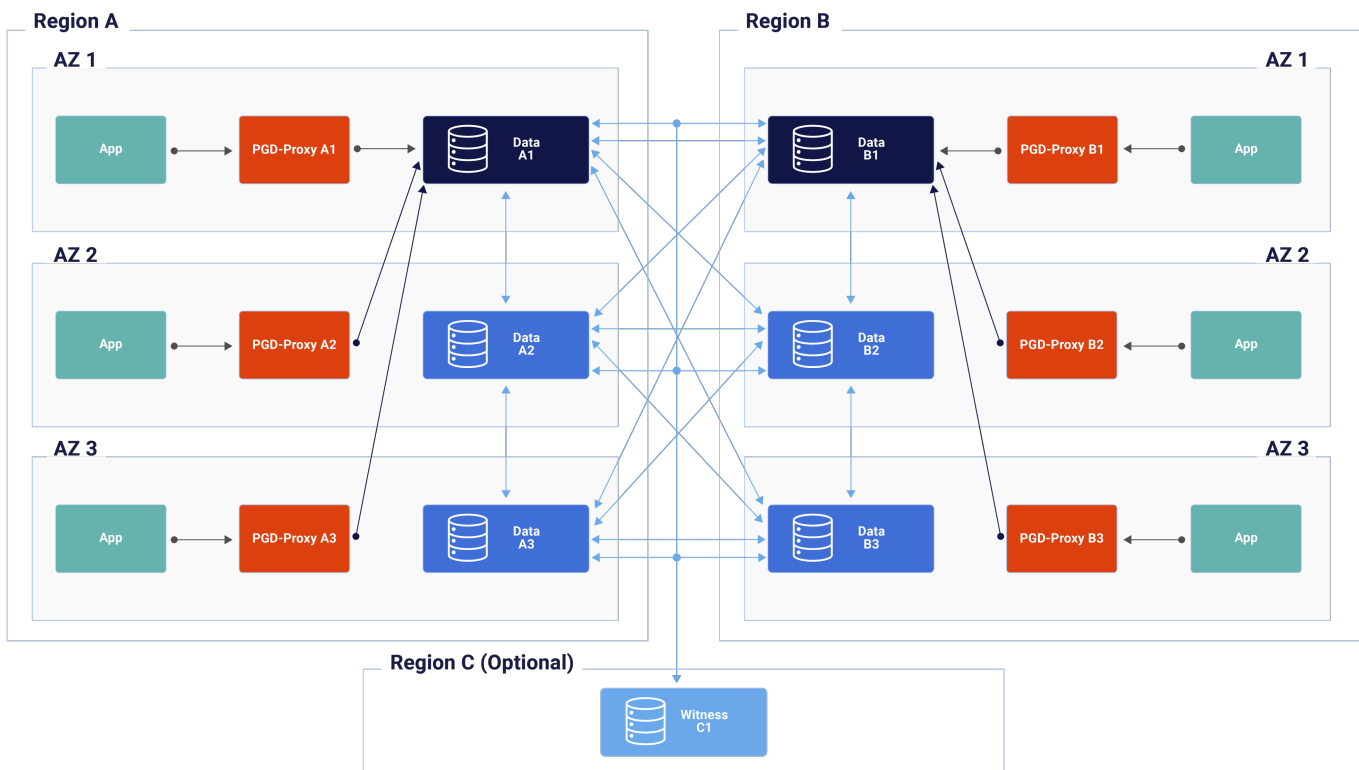 Region A
Region B
AZ 1
AZ 1
App
PGD-Proxy A1
Data
A1
Data
B1
PGD-Proxy B1
App
AZ 2
AZ 2
App
PGD-Proxy A2
Data
A2
Data
B2
PGD-Proxy B2
App
AZ 3
AZ 3
App
PGD-Proxy A3
Data
A3
Data
B3
PGD-Proxy B3
App
Region C (Optional)
Witness
C1